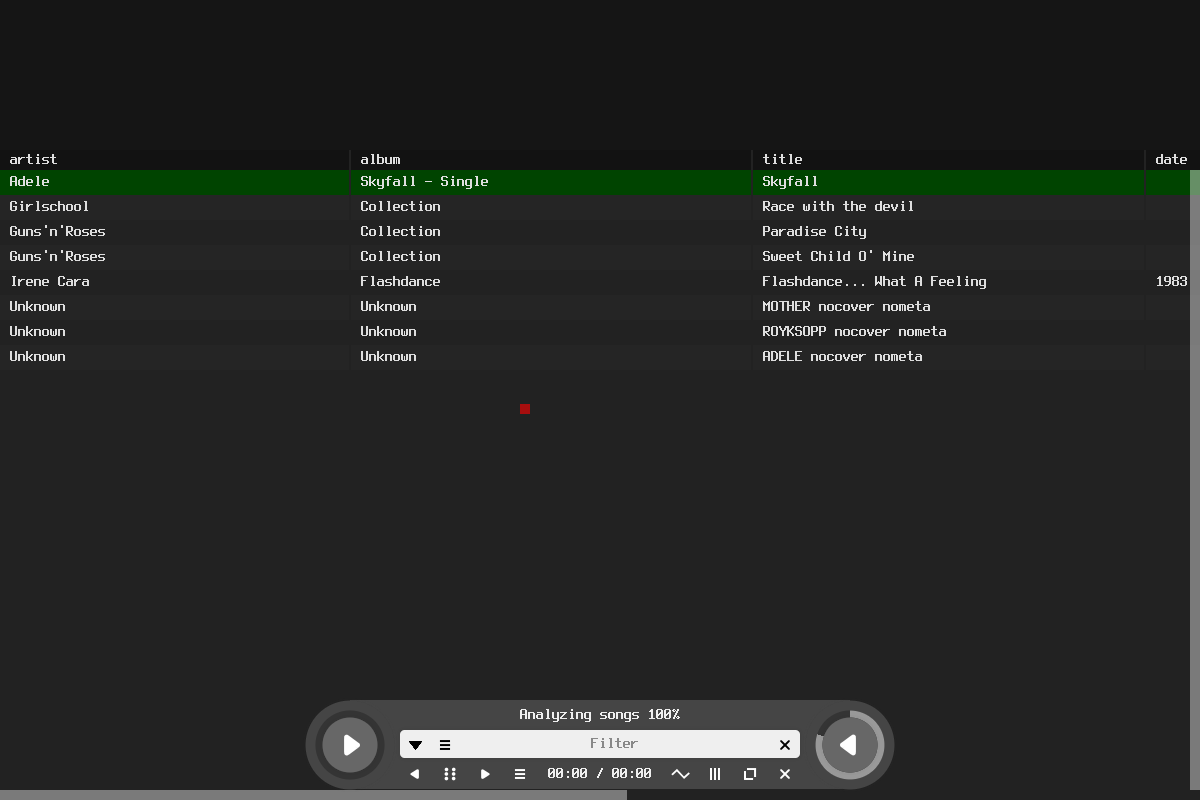 artist album title date
Adele Skyfall - Single Skyfall
Girlschool Collection Race with the devil
Guns'n'Roses Collection Paradise City
Guns'n'Roses Collection Sweet Child O' Mine
Irene Cara Flashdance Flashdance... What A Feeling 1983
Unknown Unknown MOTHER nocover nometa
Unknown Unknown ROYKSOPP nocover nometa
Unknown Unknown ADELE nocover nometa
Analyzing songs 100%
Filter
00:00 / 00:00